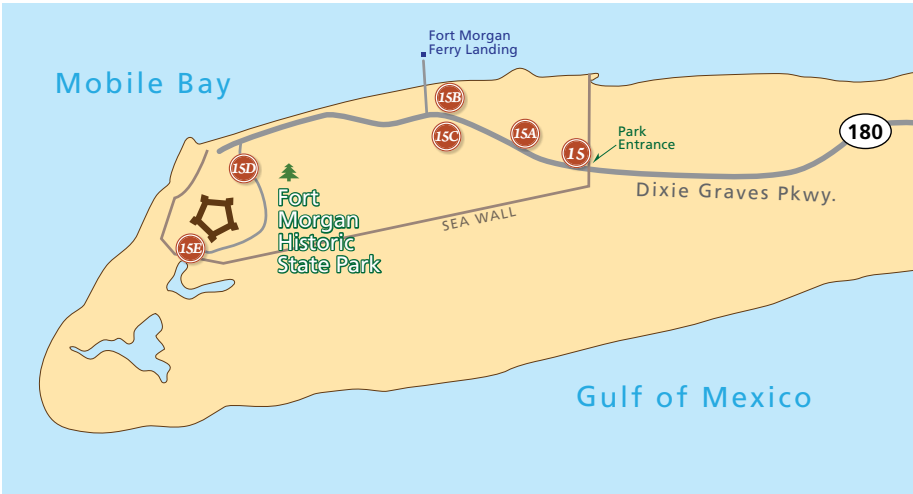 Fort Morgan
Ferry Landing
Mobile Bay
15B
15C
15A
15
Park
Entrance
180
15D
Dixie Graves Pkwy.
Fort
Morgan
Historic
State Park
SEA WALL
15E
Gulf of Mexico